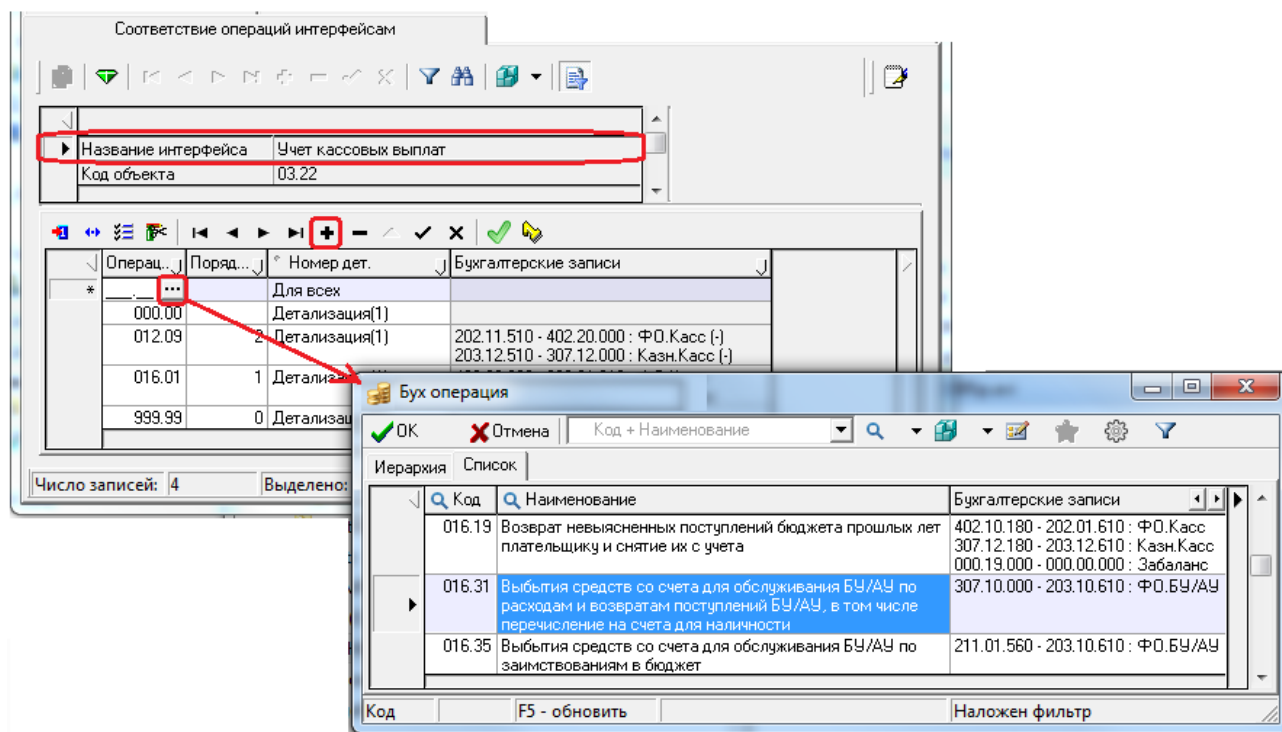 Соответствие операций интерфейсам
Название интерфейса Учет кассовых выплат
Код объекта 03.22
Операц... Поряд... Номер дет. Бухгалтерские записи
* __.__ ... Для всех
000.00 Детализация(1)
012.09 2 Детализация(1) 202.11.510 - 402.20.000 : ФО.Касс (-)
203.12.510 - 307.12.000 : Казн.Касс (-)
016.01 1
999.99 0
Число записей: 4 Выделено:
Бух операция
OK Отмена Код + Наименование
Иерархия Список
Код Наименование Бухгалтерские записи
016.19 Возврат невыясненных поступлений бюджета прошлых лет 402.10.180 - 202.01.610 : ФО.Касс
плательщику и снятие их с учета 307.12.180 - 203.12.610 : Казн.Касс
000.19.000 - 000.00.000 : Забаланс
016.31 Выбытия средств со счета для обслуживания БУ/АУ по 307.10.000 - 203.10.610 : ФО.БУ/АУ
расходам и возвратам поступлений БУ/АУ, в том числе
перечисление на счета для наличности
016.35 Выбытия средств со счета для обслуживания БУ/АУ по 211.01.560 - 203.10.610 : ФО.БУ/АУ
заимствованиям в бюджет
Код F5 - обновить Наложен фильтр